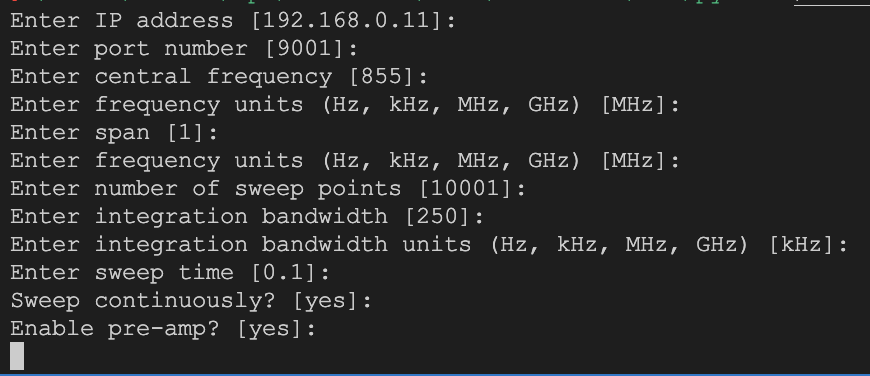 Enter IP address [192.168.0.11]:
Enter port number [9001]:
Enter central frequency [855]:
Enter frequency units (Hz, kHz, MHz, GHz) [MHz]:
Enter span [1]:
Enter frequency units (Hz, kHz, MHz, GHz) [MHz]:
Enter number of sweep points [10001]:
Enter integration bandwidth [250]:
Enter integration bandwidth units (Hz, kHz, MHz, GHz) [kHz]:
Enter sweep time [0.1]:
Sweep continuously? [yes]:
Enable pre-amp? [yes]: